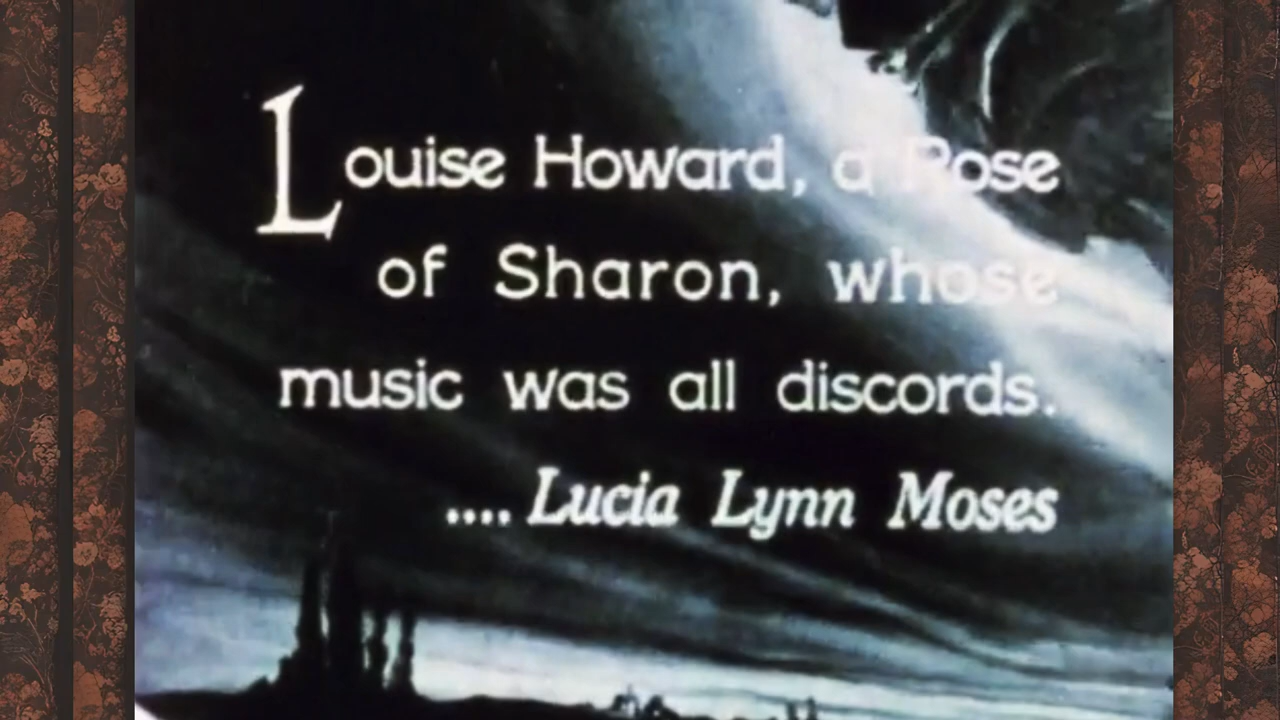 Louise Howard, a Rose
of Sharon, whose
music was all discords.
.... Lucia Lynn Moses